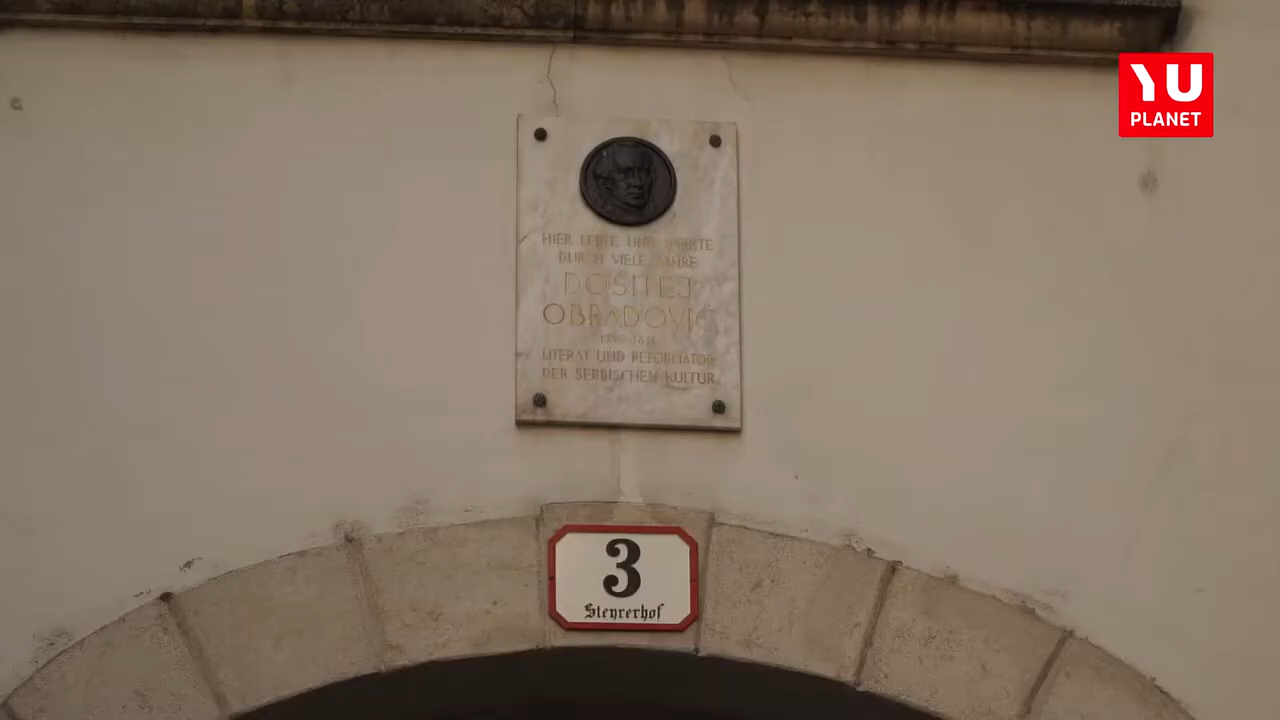 YU
PLANET
HIER LEBTE UND WIRKTE
DURCH VIELE JAHRE
DOSITEJ
OBRADOVIĆ
LITERAT UND REFORMATOR
DER SERBISCHEN KULTUR
3
Steyrerhof